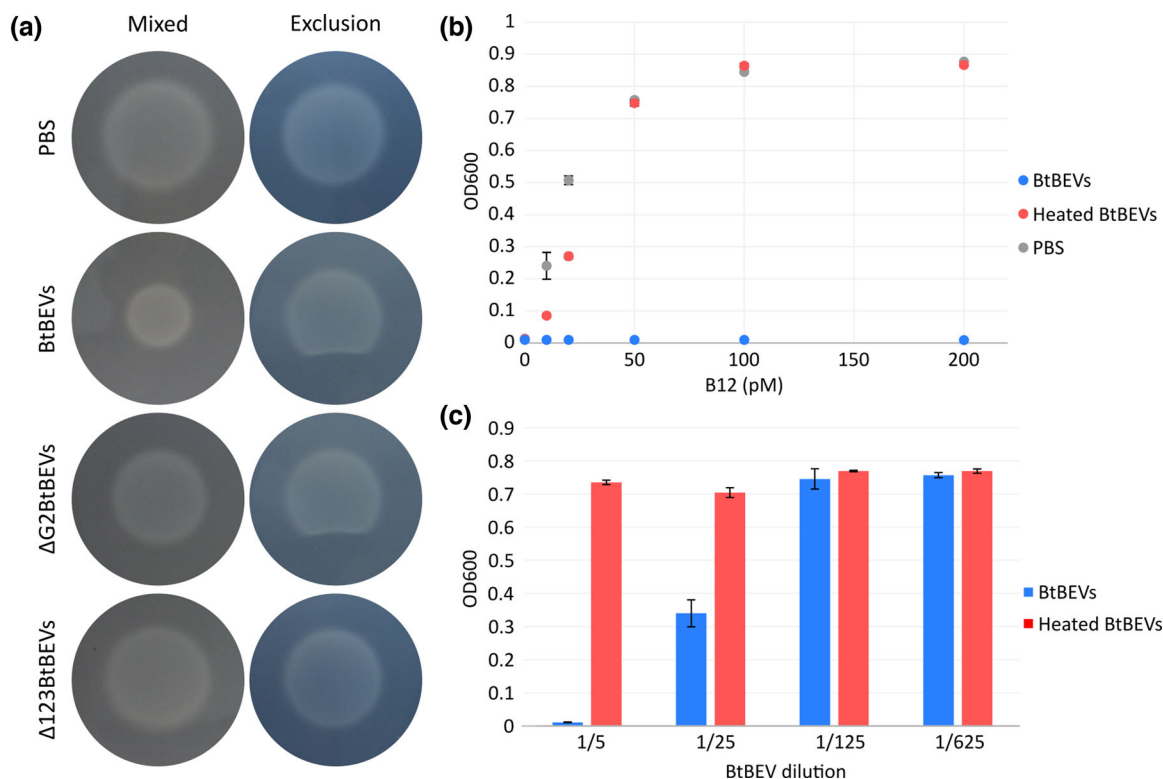 (a)
Mixed
Exclusion
PBS
BtBEVs
ΔG2BtBEVs
Δ123BtBEVs
(b)
1
0.9
0.8
0.7
0.6
0.5
0.4
0.3
0.2
0.1
0
OD600
0 50 100 150 200
B12 (pM)
BtBEVs
Heated BtBEVs
PBS
(c)
0.9
0.8
0.7
0.6
0.5
0.4
0.3
0.2
0.1
0
OD600
1/5 1/25 1/125 1/625
BtBEV dilution
BtBEVs
Heated BtBEVs